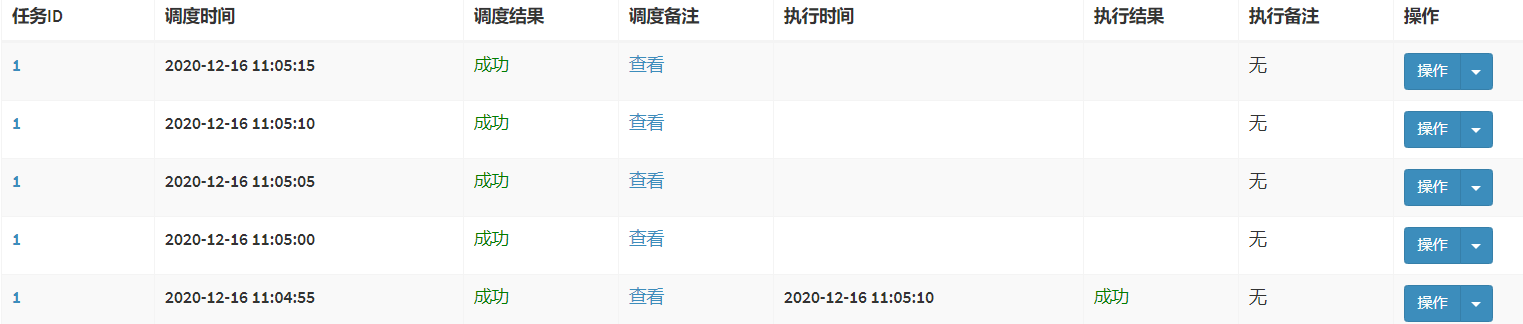 任务ID 调度时间 调度结果 调度备注 执行时间 执行结果 执行备注 操作
1 2020-12-16 11:05:15 成功 查看 无 操作
1 2020-12-16 11:05:10 成功 查看 无 操作
1 2020-12-16 11:05:05 成功 查看 无 操作
1 2020-12-16 11:05:00 成功 查看 无 操作
1 2020-12-16 11:04:55 成功 查看 2020-12-16 11:05:10 成功 无 操作